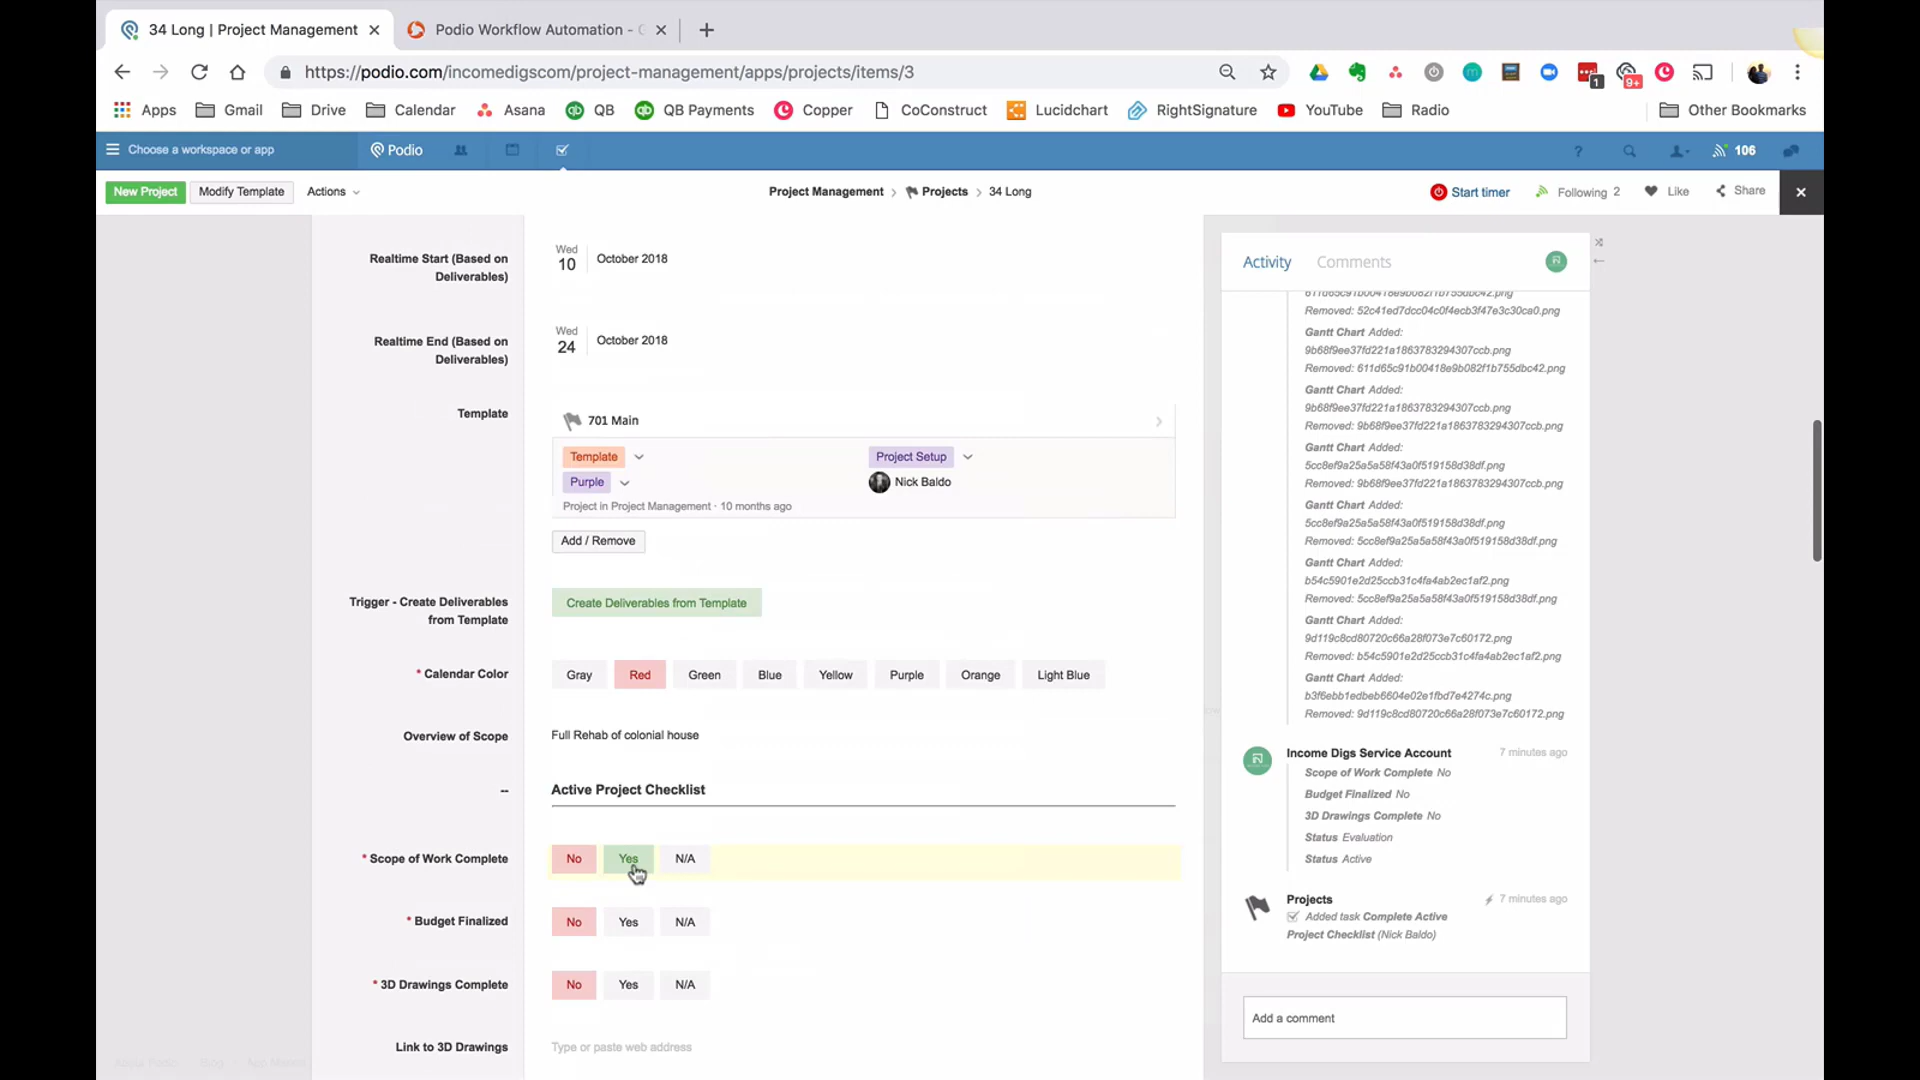 34 Long | Project Management
Podio Workflow Automation -
https://podio.com/incomedigscom/project-management/apps/projects/items/3
1
9+
Apps
Gmail
Drive
Calendar
Asana
QB
QB Payments
Copper
CoConstruct
Lucidchart
RightSignature
YouTube
Radio
Other Bookmarks
Choose a workspace or app
Podio
?
106
New Project
Modify Template
Actions
Project Management > Projects > 34 Long
Start timer
Following 2
Like
Share
Realtime Start (Based on
Deliverables)
Wed
10
October 2018
Realtime End (Based on
Deliverables)
Wed
24
October 2018
Template
701 Main
Template
Project Setup
Purple
Nick Baldo
Project in Project Management · 10 months ago
Add / Remove
Trigger - Create Deliverables
from Template
Create Deliverables from Template
* Calendar Color
Gray
Red
Green
Blue
Yellow
Purple
Orange
Light Blue
Overview of Scope
Full Rehab of colonial house
--
Active Project Checklist
* Scope of Work Complete
No
Yes
N/A
* Budget Finalized
No
Yes
N/A
* 3D Drawings Complete
No
Yes
N/A
Link to 3D Drawings
Type or paste web address
Activity
Comments
Removed: 52c41ed7dcc04c0f4ecb3f47e3c30ca0.png
Gantt Chart Added:
9b68f9ee37fd221a1863783294307ccb.png
Removed: 611d65c91b00418e9b082f1b755dbc42.png
Gantt Chart Added:
9b68f9ee37fd221a1863783294307ccb.png
Removed: 9b68f9ee37fd221a1863783294307ccb.png
Gantt Chart Added:
5cc8ef9a25a5a58f43a0f519158d38df.png
Removed: 9b68f9ee37fd221a1863783294307ccb.png
Gantt Chart Added:
5cc8ef9a25a5a58f43a0f519158d38df.png
Removed: 5cc8ef9a25a5a58f43a0f519158d38df.png
Gantt Chart Added:
b54c5901e2d25ccb31c4fa4ab2ec1af2.png
Removed: 5cc8ef9a25a5a58f43a0f519158d38df.png
Gantt Chart Added:
9d119c8cd80720c66a28f073e7c60172.png
Removed: b54c5901e2d25ccb31c4fa4ab2ec1af2.png
Gantt Chart Added:
b3f6ebb1edbeb6604e02e1fbd7e4274c.png
Removed: 9d119c8cd80720c66a28f073e7c60172.png
Income Digs Service Account
7 minutes ago
Scope of Work Complete No
Budget Finalized No
3D Drawings Complete No
Status Evaluation
Status Active
Projects
7 minutes ago
Added task Complete Active
Project Checklist (Nick Baldo)
Add a comment